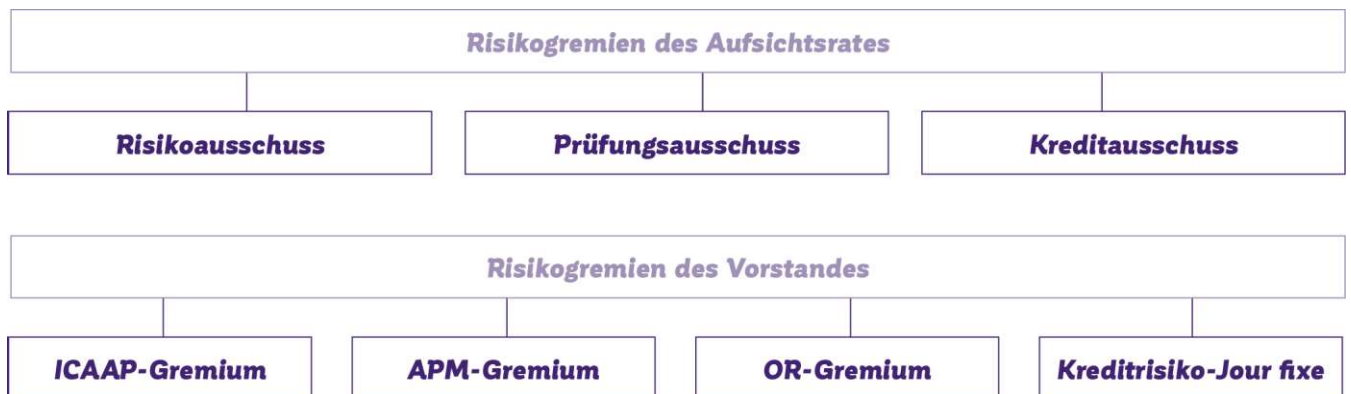 Risikogremien des Aufsichtsrates
Risikoausschuss
Prüfungsausschuss
Kreditausschuss
Risikogremien des Vorstandes
ICAAP-Gremium
APM-Gremium
OR-Gremium
Kreditrisiko-Jour fixe